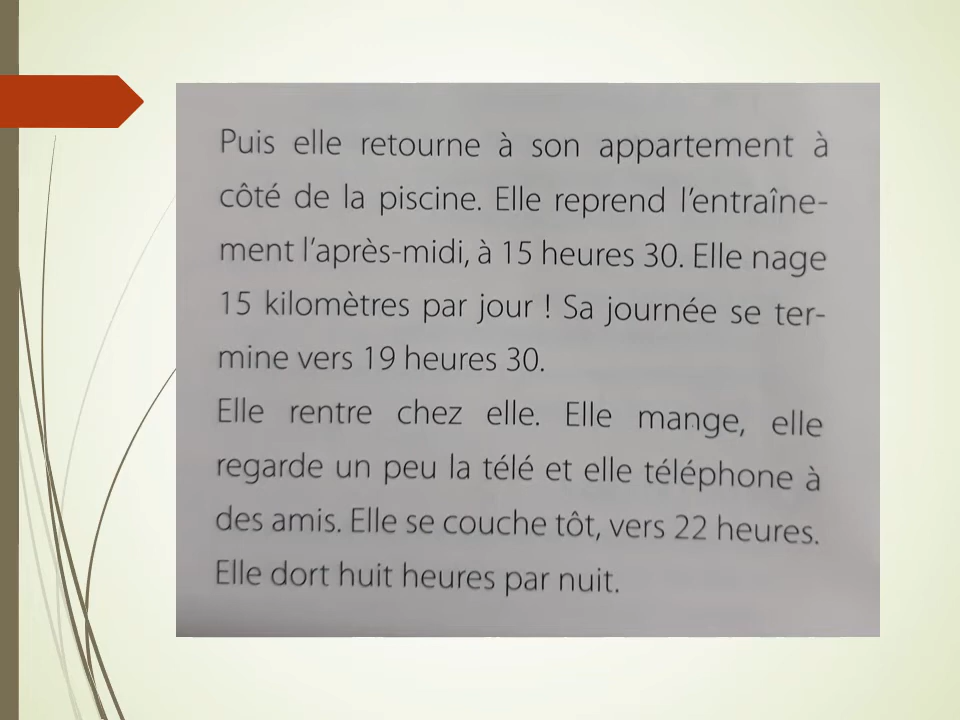 Puis elle retourne à son appartement à
côté de la piscine. Elle reprend l'entraîne-
ment l'après-midi, à 15 heures 30. Elle nage
15 kilomètres par jour ! Sa journée se ter-
mine vers 19 heures 30.
Elle rentre chez elle. Elle mange, elle
regarde un peu la télé et elle téléphone à
des amis. Elle se couche tôt, vers 22 heures.
Elle dort huit heures par nuit.